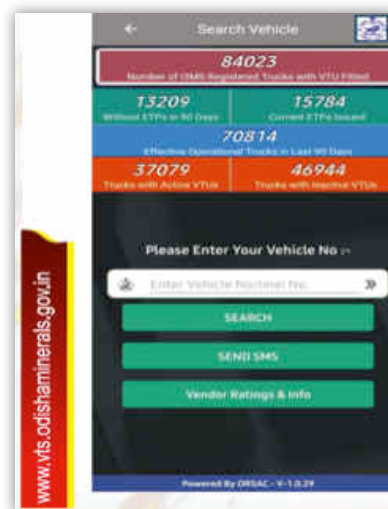 Search Vehicle
84023
Number of I3MS Registered Trucks with VTU Fitted
13209
15784
Without ETPs in 90 Days
Current ETPs Issued
70814
Effective Operational Trucks in Last 90 Days
37079
46944
Trucks with Active VTUs
Trucks with Inactive VTUs
Please Enter Your Vehicle No :-
Enter Vehicle No/Imei No.
SEARCH
SEND SMS
Vendor Ratings & Info
Powered By ORSAC - V-1.0.29
www.vts.odishaminerals.gov.in